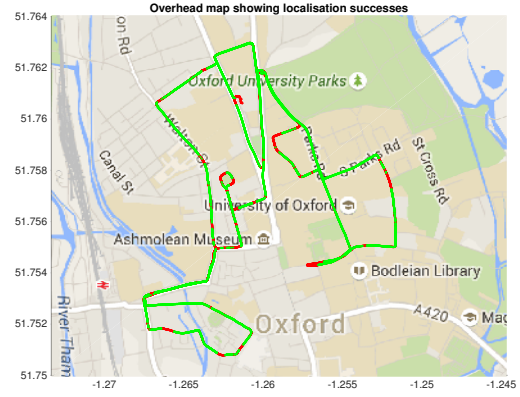 Overhead map showing localisation successes
51.764
51.762
51.76
51.758
51.756
51.754
51.752
51.75
on Rd
Oxford University Parks
Walton S
Canal St
Parks Rd
S Parks Rd
St Cross Rd
University of Oxford
Ashmolean Museum
Bodleian Library
River Tham
Oxford
A420
Mag
-1.27
-1.265
-1.26
-1.255
-1.25
-1.245